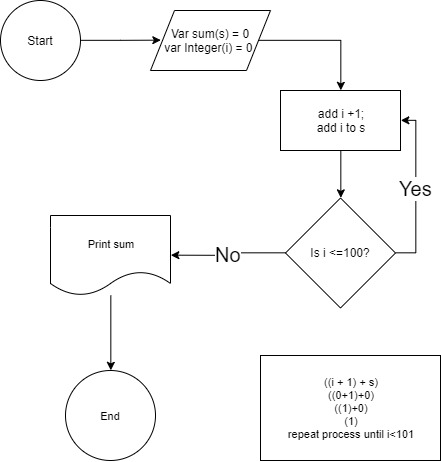 Start
Var sum(s) = 0
var Integer(i) = 0
add i +1;
add i to s
Yes
Is i <=100?
No
Print sum
End
((i + 1) + s)
((0+1)+0)
((1)+0)
(1)
repeat process until i<101